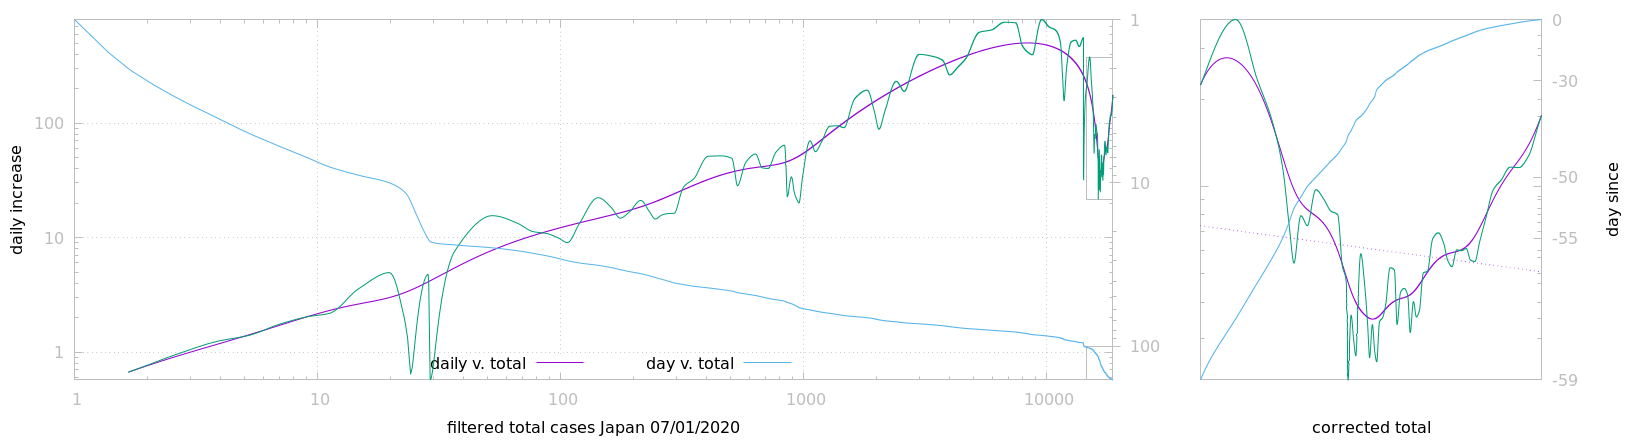 daily increase
100
10
1
1
10
100
1
10
100
1000
10000
daily v. total
day v. total
filtered total cases Japan 07/01/2020
0
-30
-50
-55
-59
day since
corrected total